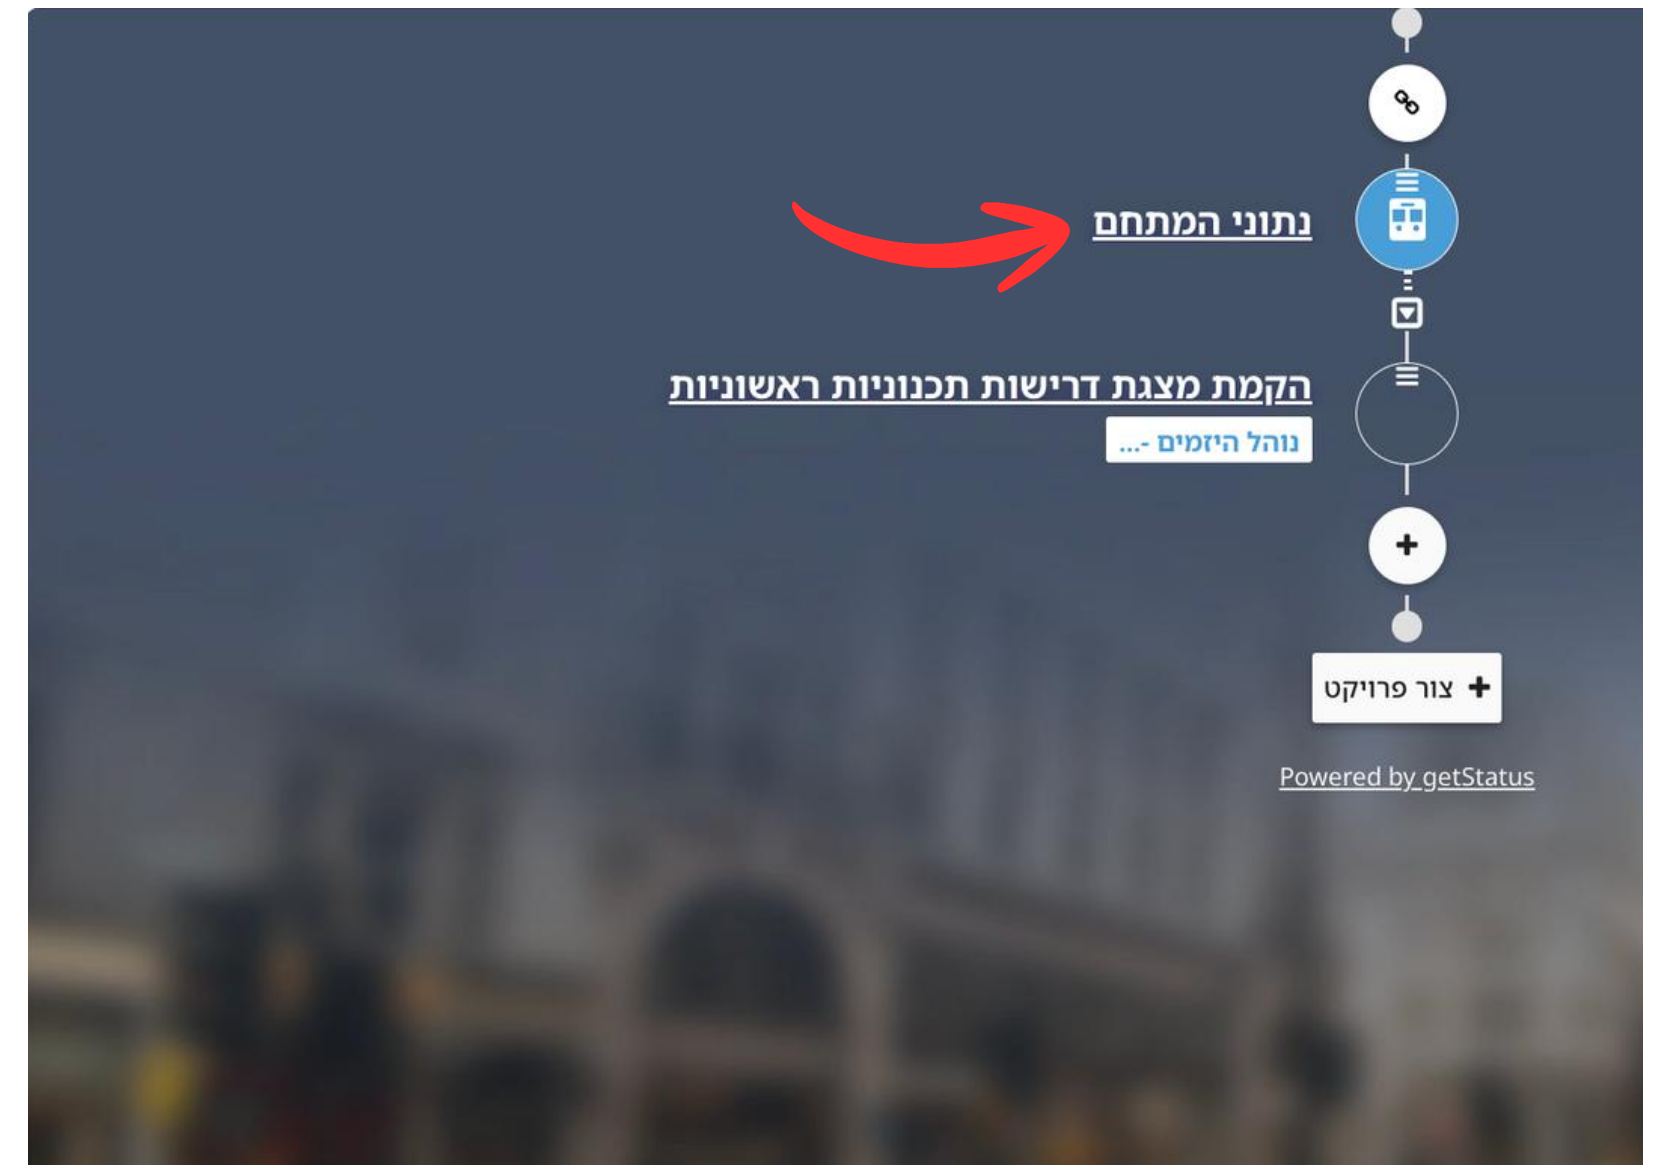 נתוני המתחם
הקמת מצגת דרישות תכנוניות ראשוניות
נוהל היזמים -...
צור פרויקט
Powered by getStatus